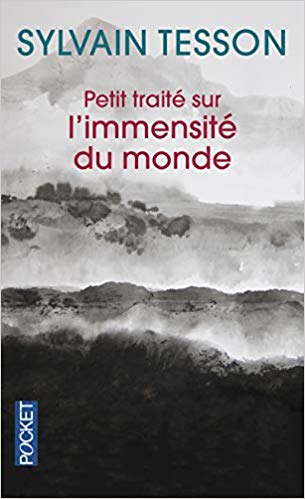 SYLVAIN TESSON
Petit traité sur
l'immensité
du monde
POCKET